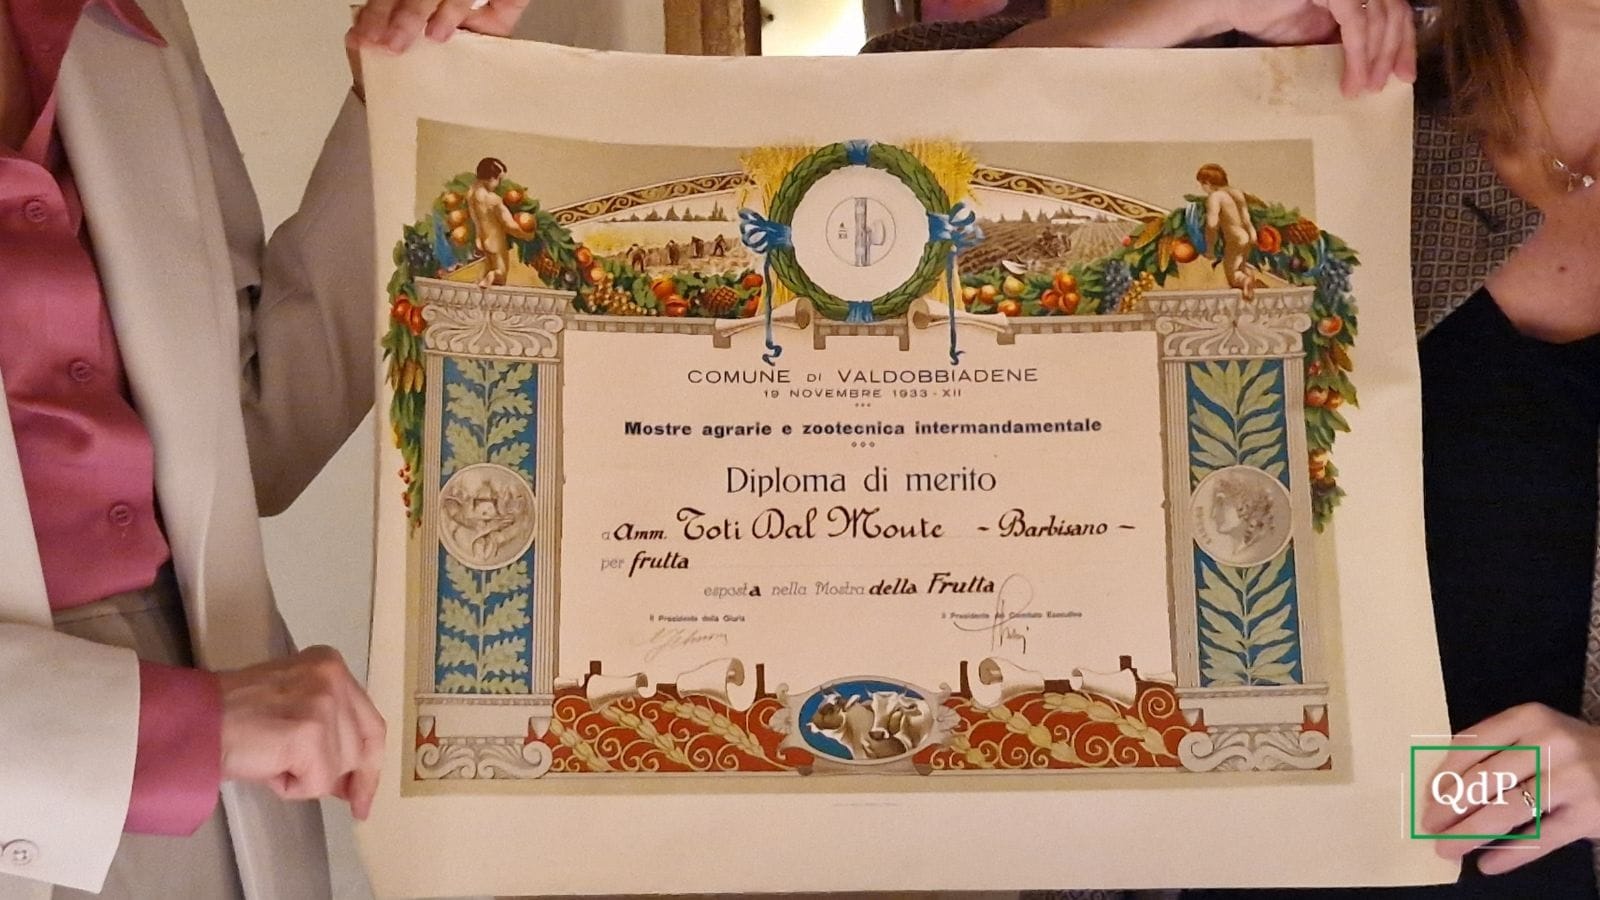 COMUNE DI VALDOBBIADENE
19 NOVEMBRE 1933 - XII
Mostre agrarie e zootecnica intermandamentale
Diploma di merito
a Amm. Toti Dal Monte - Barbisano -
per frutta
esposta nella Mostra della Frutta
Il Presidente della Giuria
Il Presidente del Comitato Esecutivo
QdP